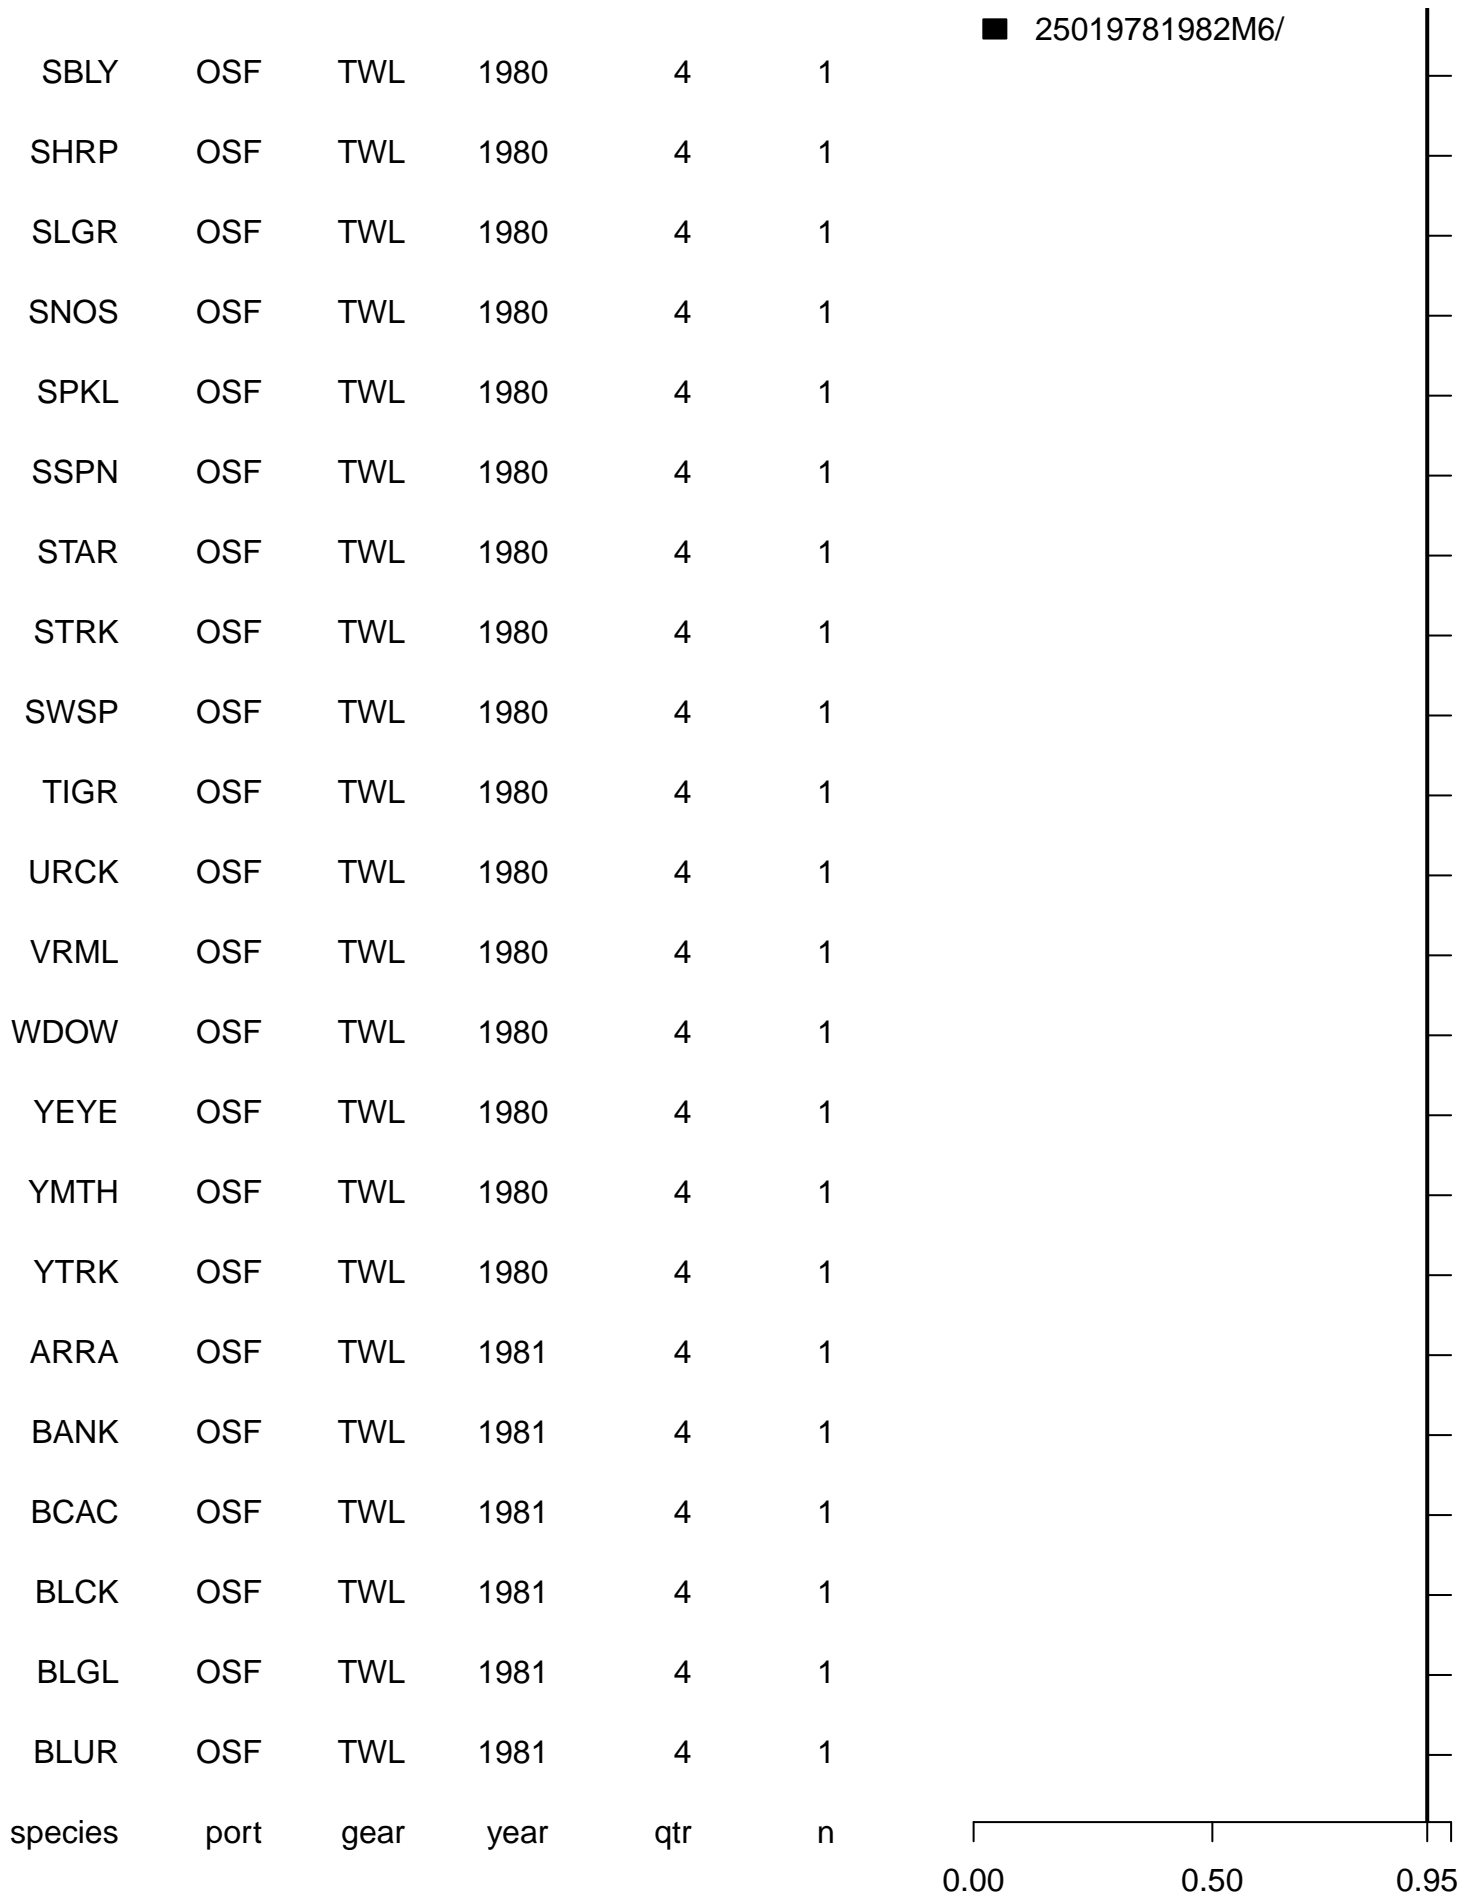 25019781982M6/
SBLY OSF TWL 1980 4 1
SHRP OSF TWL 1980 4 1
SLGR OSF TWL 1980 4 1
SNOS OSF TWL 1980 4 1
SPKL OSF TWL 1980 4 1
SSPN OSF TWL 1980 4 1
STAR OSF TWL 1980 4 1
STRK OSF TWL 1980 4 1
SWSP OSF TWL 1980 4 1
TIGR OSF TWL 1980 4 1
URCK OSF TWL 1980 4 1
VRML OSF TWL 1980 4 1
WDOW OSF TWL 1980 4 1
YEYE OSF TWL 1980 4 1
YMTH OSF TWL 1980 4 1
YTRK OSF TWL 1980 4 1
ARRA OSF TWL 1981 4 1
BANK OSF TWL 1981 4 1
BCAC OSF TWL 1981 4 1
BLCK OSF TWL 1981 4 1
BLGL OSF TWL 1981 4 1
BLUR OSF TWL 1981 4 1
species port gear year qtr n
0.00 0.50 0.95